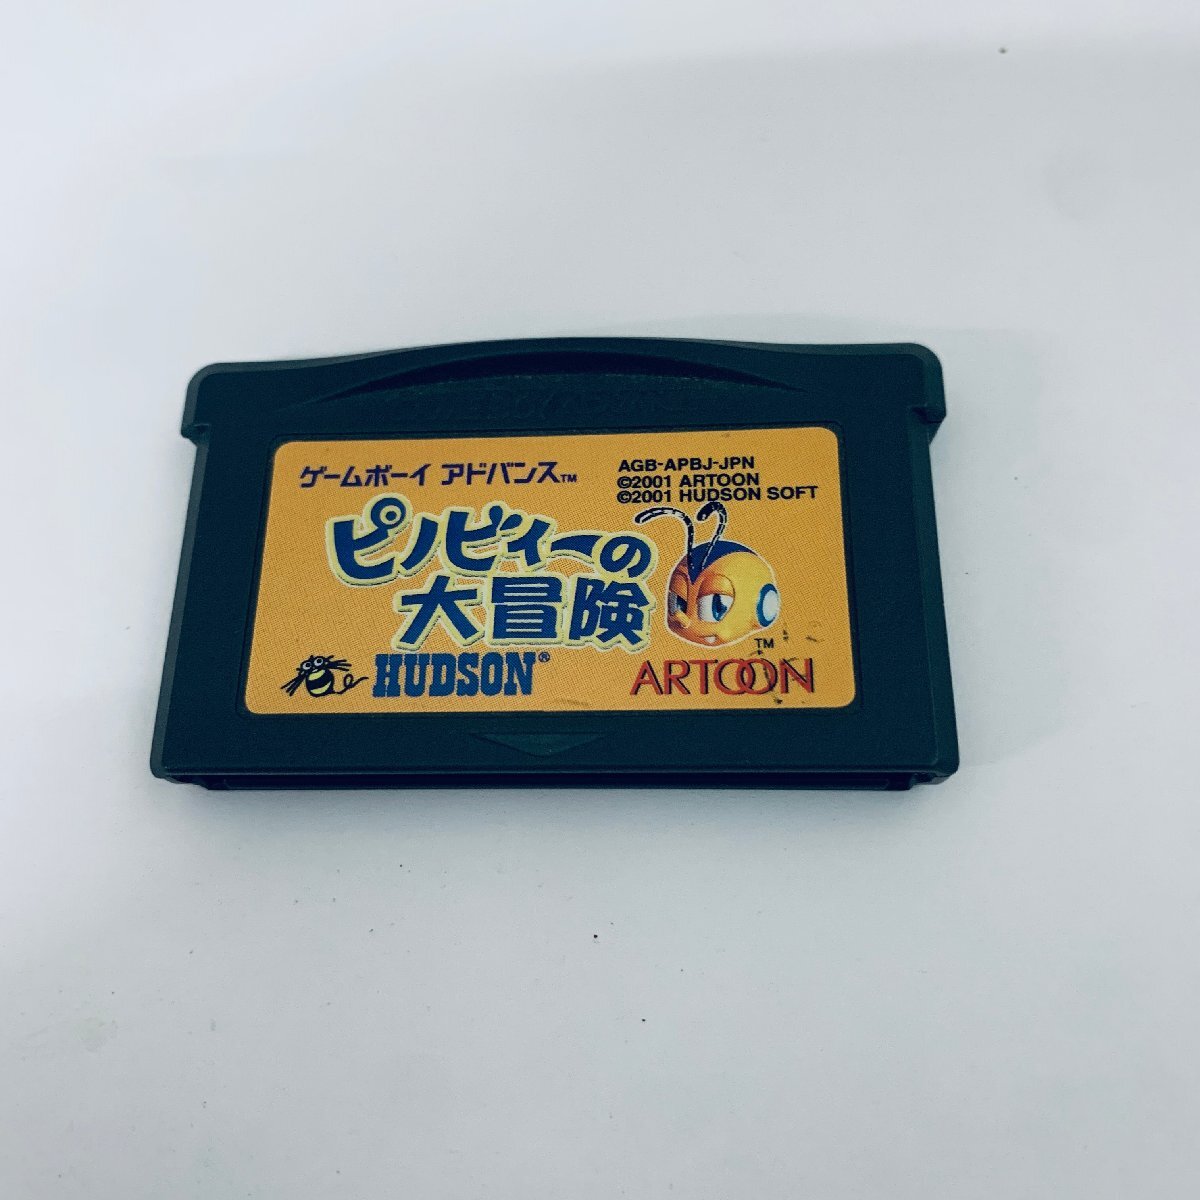 ゲームボーイ アドバンス™
AGB-APBJ-JPN
©2001 ARTOON
©2001 HUDSON SOFT
ピノビィーの
大冒険
HUDSON®
ARTOON™